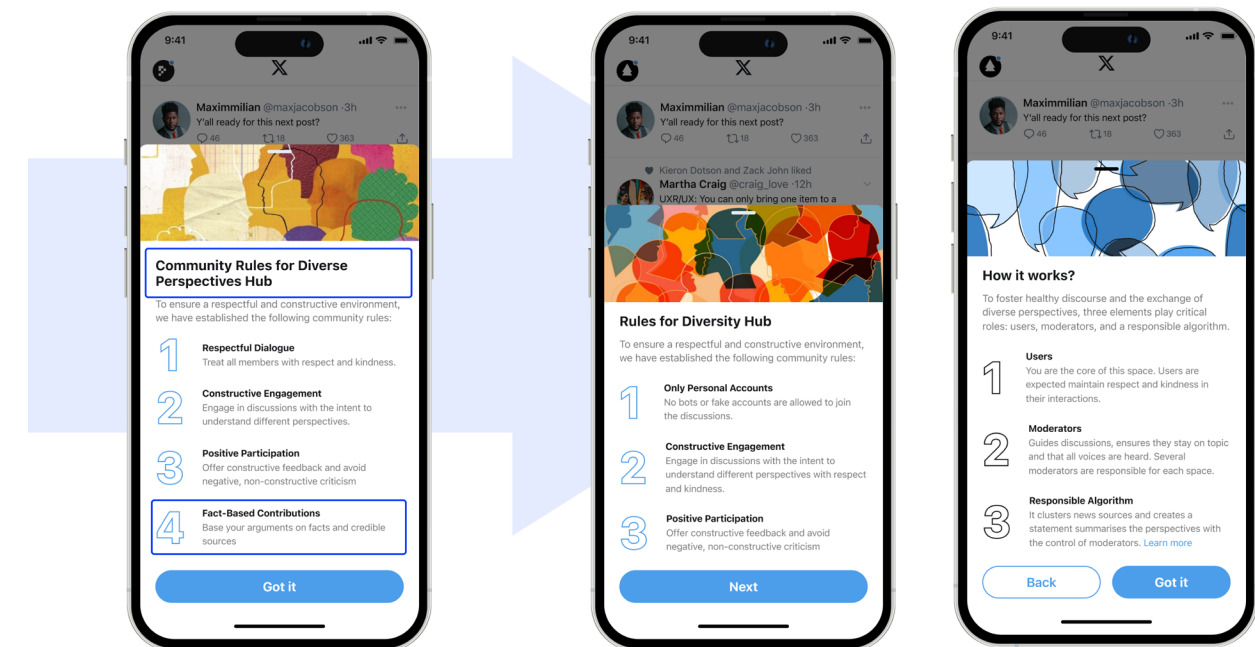 9:41
X
Maximmilian @maxjacobson ·3h
Y'all ready for this next post?
46 18 363
Community Rules for Diverse
Perspectives Hub
To ensure a respectful and constructive environment,
we have established the following community rules:
1
Respectful Dialogue
Treat all members with respect and kindness.
2
Constructive Engagement
Engage in discussions with the intent to
understand different perspectives.
3
Positive Participation
Offer constructive feedback and avoid
negative, non-constructive criticism
4
Fact-Based Contributions
Base your arguments on facts and credible
sources
Got it
9:41
X
Maximmilian @maxjacobson ·3h
Y'all ready for this next post?
46 18 363
Kieron Dotson and Zack John liked
Martha Craig @craig_love ·12h
UXR/UX: You can only bring one item to a
Rules for Diversity Hub
To ensure a respectful and constructive environment,
we have established the following community rules:
1
Only Personal Accounts
No bots or fake accounts are allowed to join
the discussions.
2
Constructive Engagement
Engage in discussions with the intent to
understand different perspectives with respect
and kindness.
3
Positive Participation
Offer constructive feedback and avoid
negative, non-constructive criticism
Next
9:41
X
Maximmilian @maxjacobson ·3h
Y'all ready for this next post?
46 18 363
How it works?
To foster healthy discourse and the exchange of
diverse perspectives, three elements play critical
roles: users, moderators, and a responsible algorithm.
1
Users
You are the core of this space. Users are
expected maintain respect and kindness in
their interactions.
2
Moderators
Guides discussions, ensures they stay on topic
and that all voices are heard. Several
moderators are responsible for each space.
3
Responsible Algorithm
It clusters news sources and creates a
statement summarises the perspectives with
the control of moderators. Learn more
Back
Got it